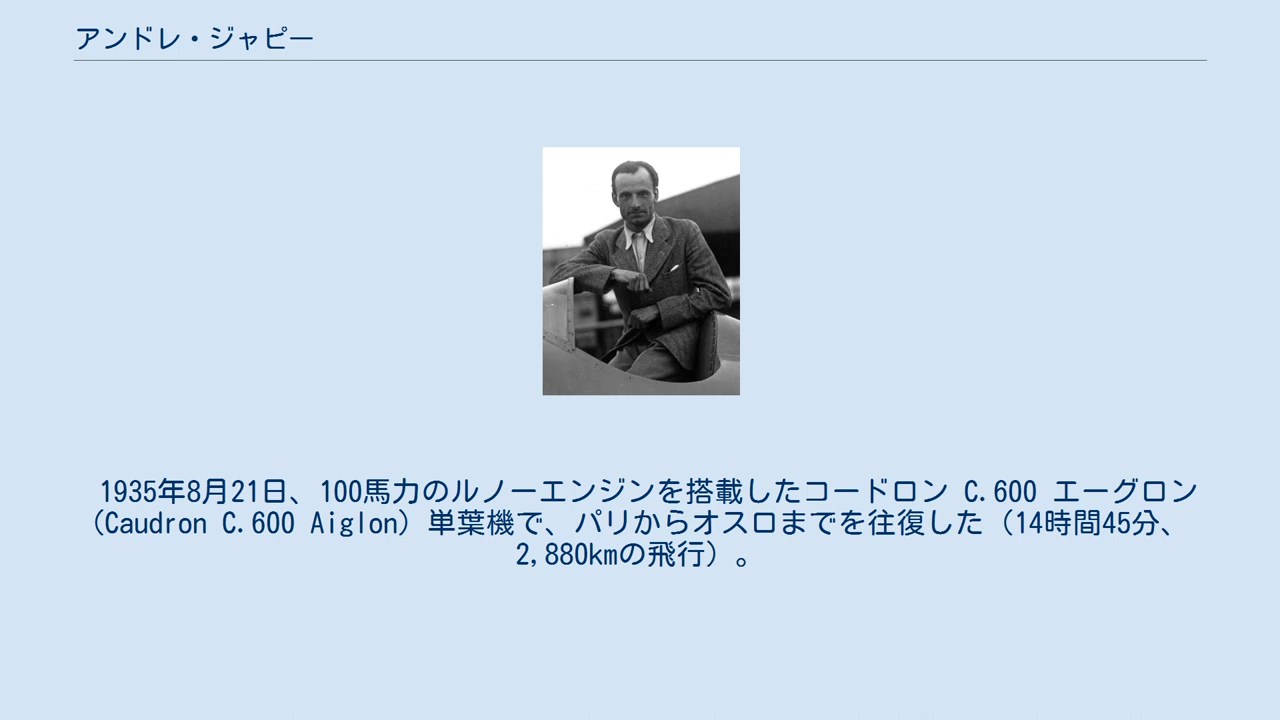 アンドレ・ジャピー
1935年8月21日、100馬力のルノーエンジンを搭載したコードロン C.600 エーグロン
（Caudron C.600 Aiglon）単葉機で、パリからオスロまでを往復した（14時間45分、
2,880kmの飛行）。